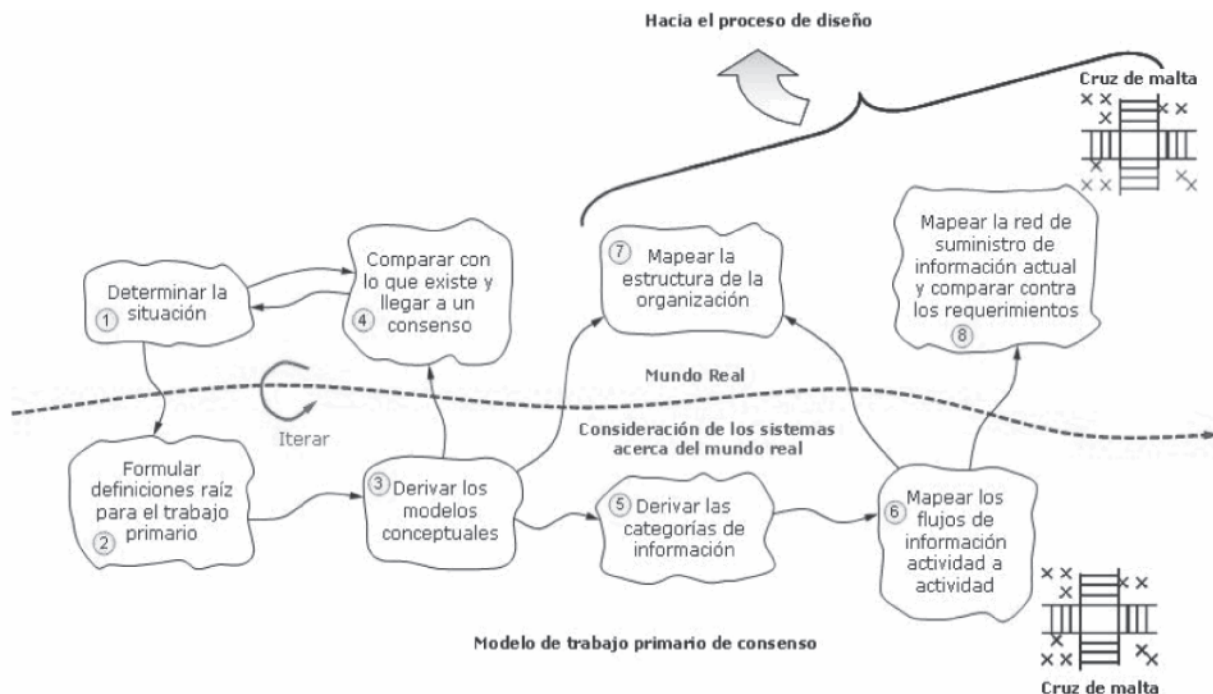 Hacia el proceso de diseño
Cruz de malta
Determinar la
situación
1
Comparar con
lo que existe y
llegar a un
consenso
4
7
Mapear la
estructura de la
organización
Mapear la red de
suministro de
información actual
y comparar contra
los requerimientos
8
Mundo Real
Iterar
Consideración de los sistemas
acerca del mundo real
Formular
definiciones raíz
para el trabajo
primario
2
3
Derivar los
modelos
conceptuales
5
Derivar las
categorías de
información
6
Mapear los
flujos de
información
actividad a
actividad
Modelo de trabajo primario de consenso
Cruz de malta